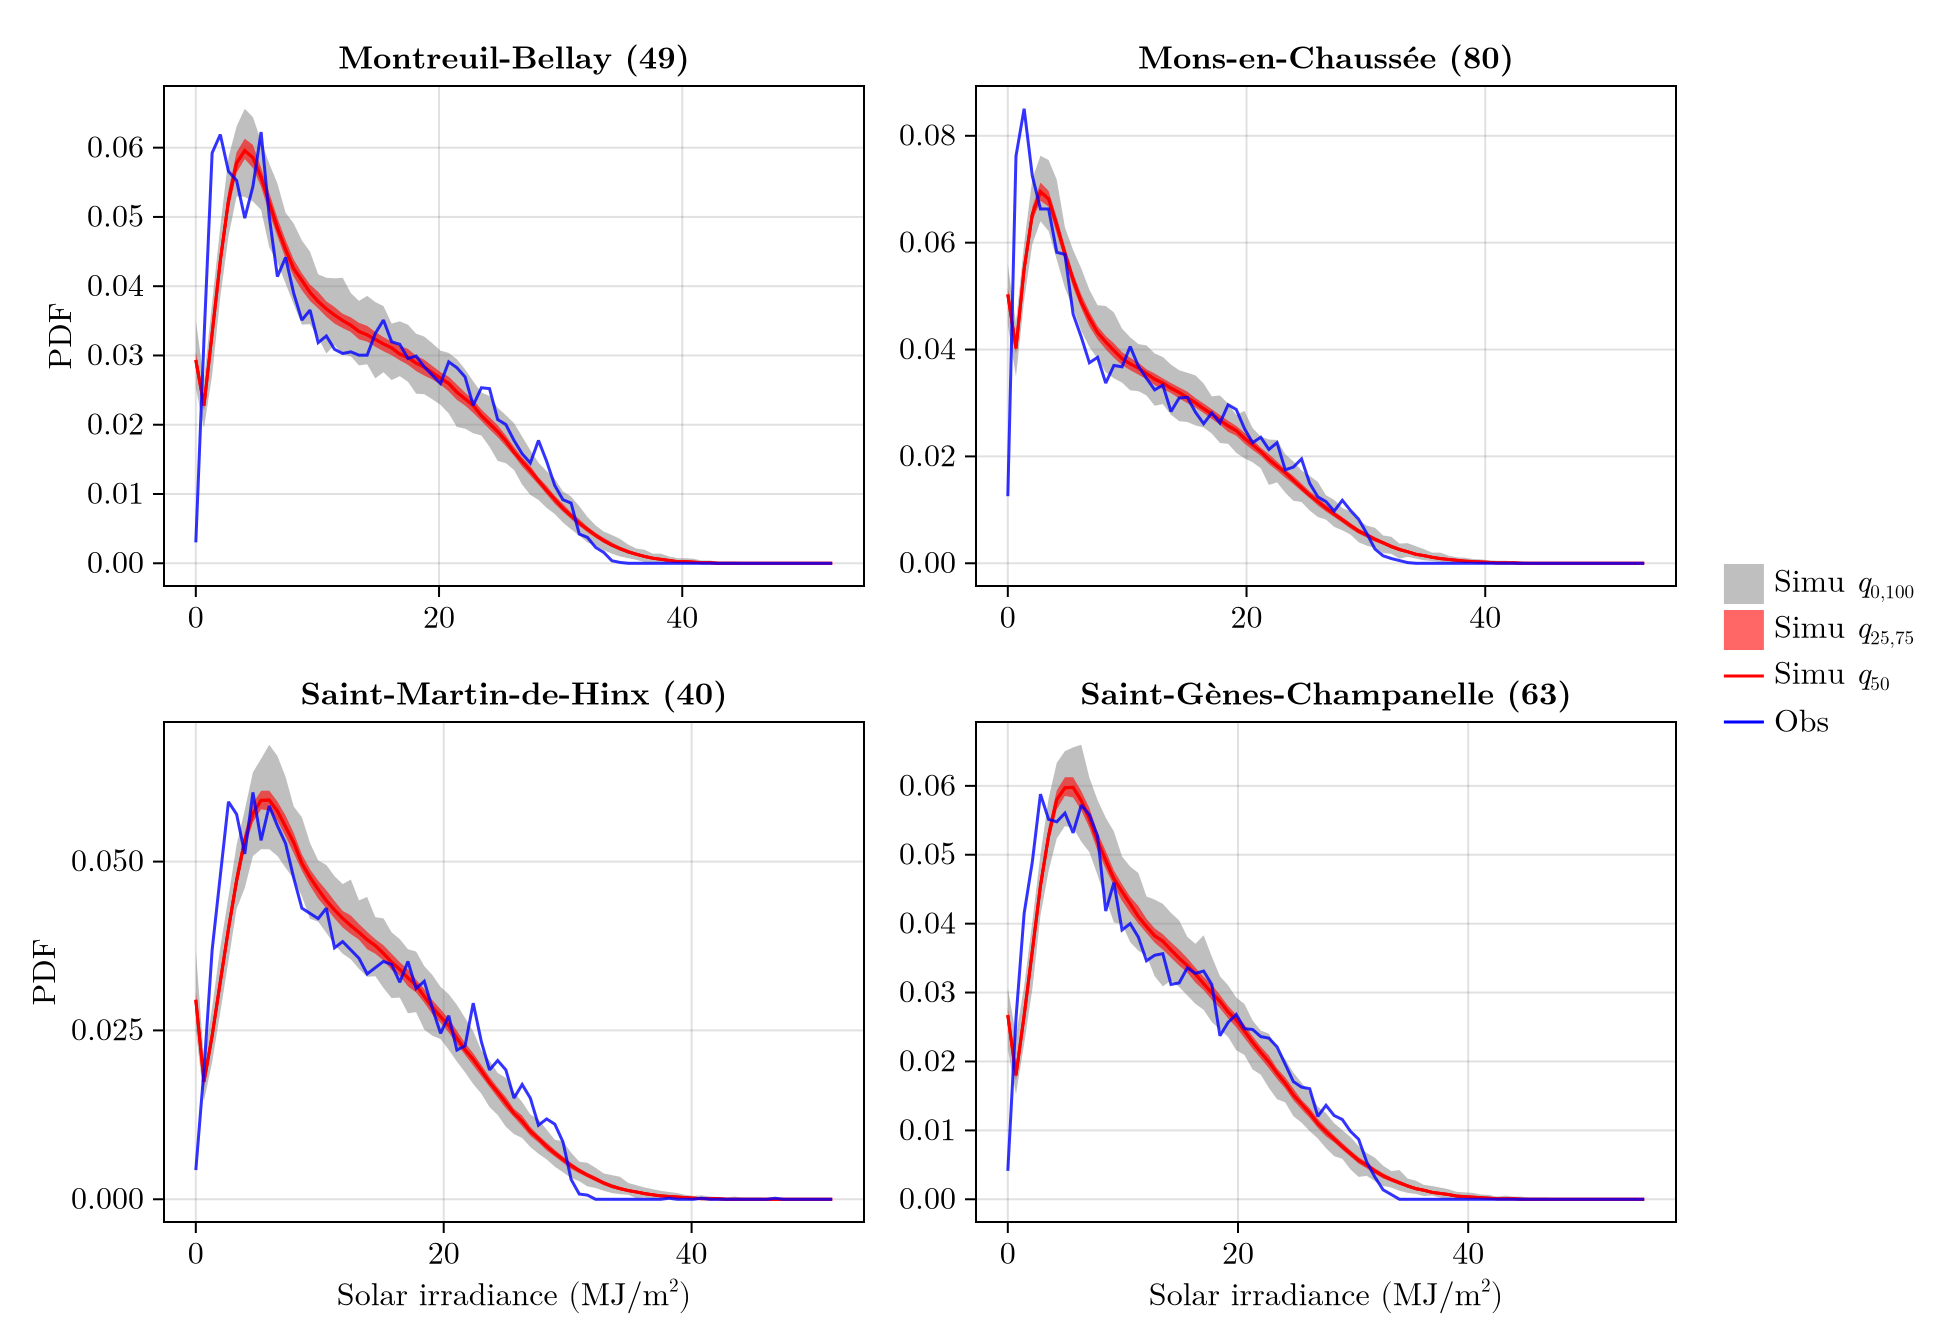 Montreuil-Bellay (49)
PDF
0.06
0.05
0.04
0.03
0.02
0.01
0.00
0 20 40
Mons-en-Chaussée (80)
0.08
0.06
0.04
0.02
0.00
0 20 40
Saint-Martin-de-Hinx (40)
PDF
0.050
0.025
0.000
0 20 40
Solar irradiance (MJ/m²)
Saint-Gènes-Champanelle (63)
0.06
0.05
0.04
0.03
0.02
0.01
0.00
0 20 40
Solar irradiance (MJ/m²)
Simu q0,100
Simu q25,75
Simu q50
Obs